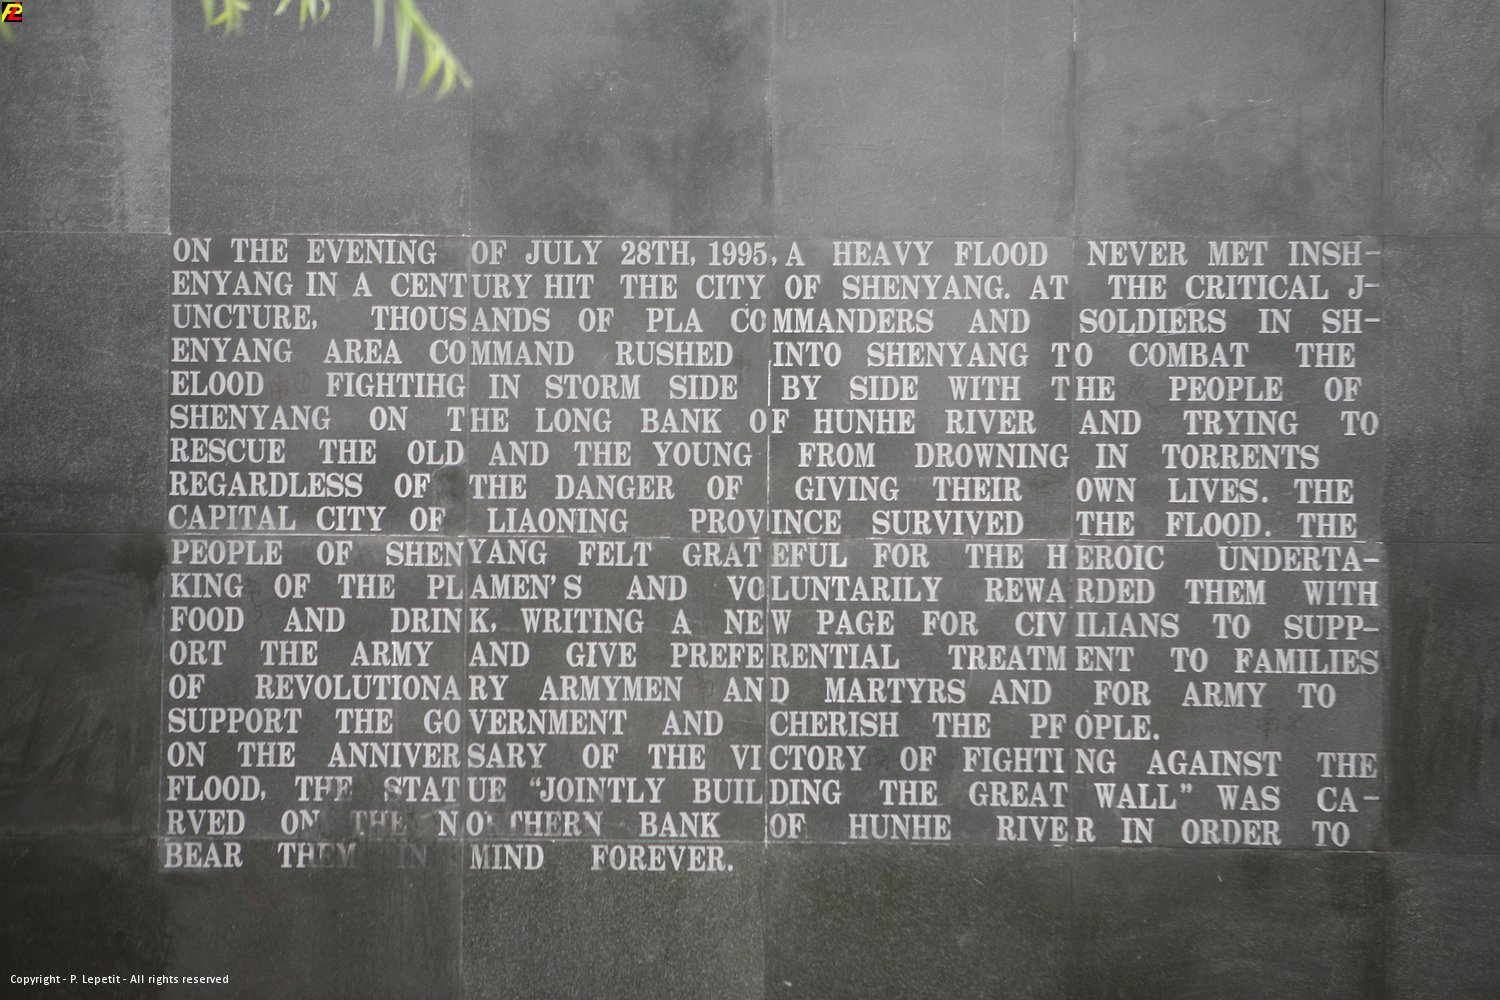 ON THE EVENING OF JULY 28TH, 1995, A HEAVY FLOOD NEVER MET INSH-
ENYANG IN A CENTURY HIT THE CITY OF SHENYANG. AT THE CRITICAL J-
UNCTURE, THOUSANDS OF PLA COMMANDERS AND SOLDIERS IN SH-
ENYANG AREA COMMAND RUSHED INTO SHENYANG TO COMBAT THE
ELOOD FIGHTIHG IN STORM SIDE BY SIDE WITH THE PEOPLE OF
SHENYANG ON THE LONG BANK OF HUNHE RIVER AND TRYING TO
RESCUE THE OLD AND THE YOUNG FROM DROWNING IN TORRENTS
REGARDLESS OF THE DANGER OF GIVING THEIR OWN LIVES. THE
CAPITAL CITY OF LIAONING PROVINCE SURVIVED THE FLOOD. THE
PEOPLE OF SHENYANG FELT GRATEFUL FOR THE HEROIC UNDERTA-
KING OF THE PLAMEN'S AND VOLUNTARILY REWARDED THEM WITH
FOOD AND DRINK, WRITING A NEW PAGE FOR CIVILIANS TO SUPP-
ORT THE ARMY AND GIVE PREFERENTIAL TREATMENT TO FAMILIES
OF REVOLUTIONARY ARMYMEN AND MARTYRS AND FOR ARMY TO
SUPPORT THE GOVERNMENT AND CHERISH THE PFOPLE.
ON THE ANNIVERSARY OF THE VICTORY OF FIGHTING AGAINST THE
FLOOD, THE STATUE “JOINTLY BUILDING THE GREAT WALL” WAS CA-
RVED ON THE NORTHERN BANK OF HUNHE RIVER IN ORDER TO
BEAR THEM IN MIND FOREVER.
Copyright - P. Lepetit - All rights reserved